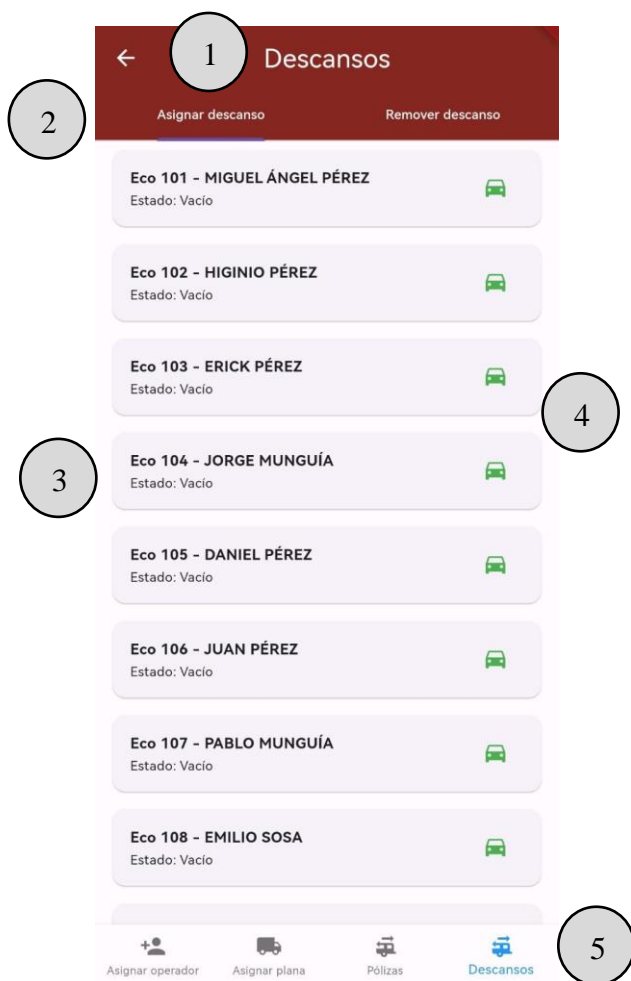 1
Descansos
2
Asignar descanso Remover descanso
Eco 101 - MIGUEL ÁNGEL PÉREZ
Estado: Vacío
Eco 102 - HIGINIO PÉREZ
Estado: Vacío
Eco 103 - ERICK PÉREZ
Estado: Vacío
4
Eco 104 - JORGE MUNGUÍA
Estado: Vacío
3
Eco 105 - DANIEL PÉREZ
Estado: Vacío
Eco 106 - JUAN PÉREZ
Estado: Vacío
Eco 107 - PABLO MUNGUÍA
Estado: Vacío
Eco 108 - EMILIO SOSA
Estado: Vacío
Asignar operador Asignar plana Pólizas Descansos
5